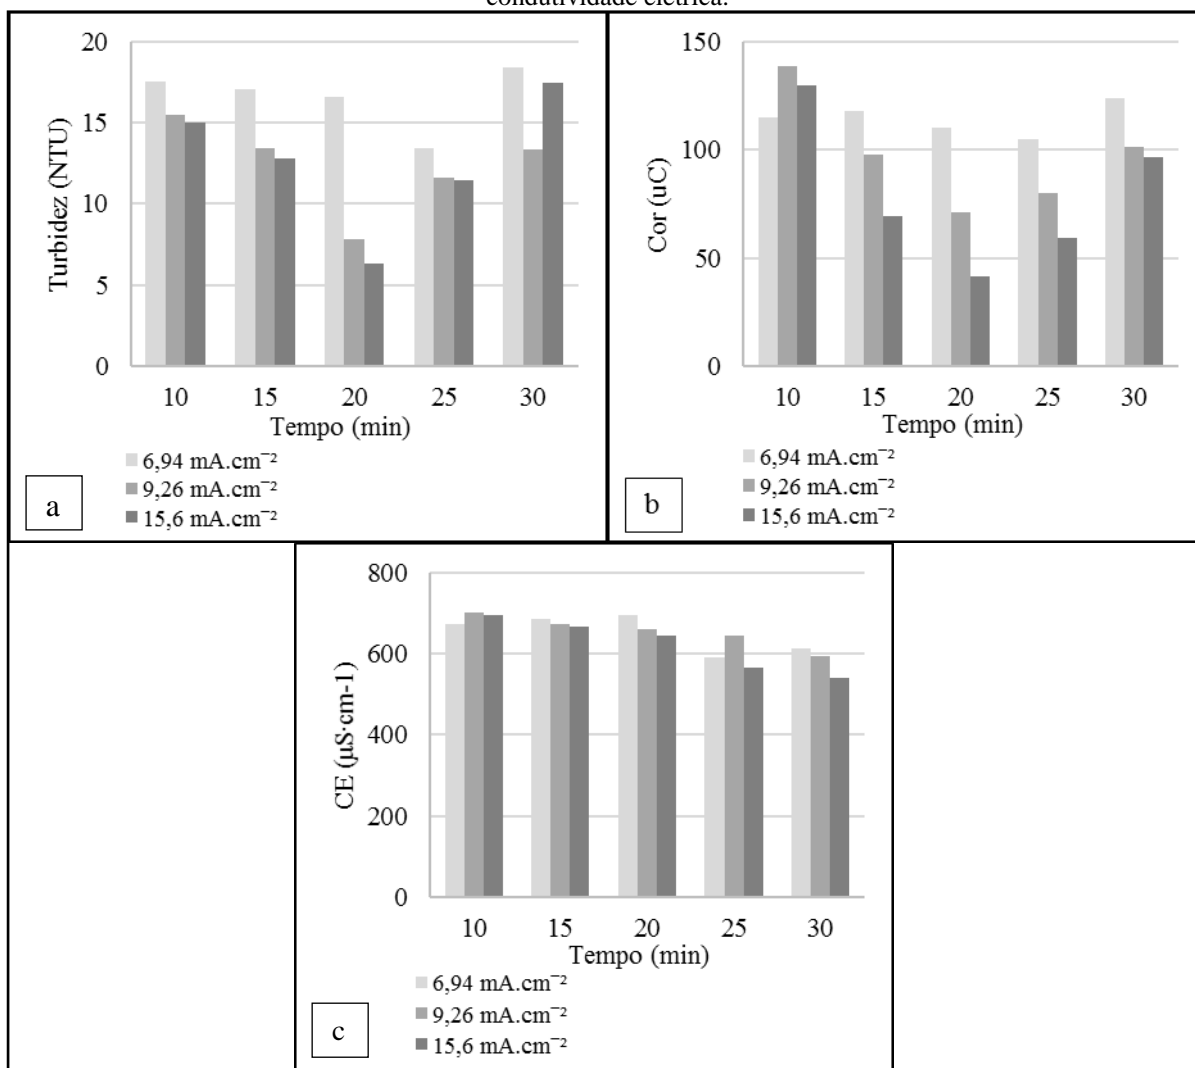 condutividade elétrica.
20
15
10
5
0
Turbidez (NTU)
10 15 20 25 30
Tempo (min)
6,94 mA.cm⁻²
9,26 mA.cm⁻²
15,6 mA.cm⁻²
a
150
100
50
0
Cor (uC)
10 15 20 25 30
Tempo (min)
6,94 mA.cm⁻²
9,26 mA.cm⁻²
15,6 mA.cm⁻²
b
800
600
400
200
0
CE (µS·cm-1)
10 15 20 25 30
Tempo (min)
6,94 mA.cm⁻²
9,26 mA.cm⁻²
15,6 mA.cm⁻²
c